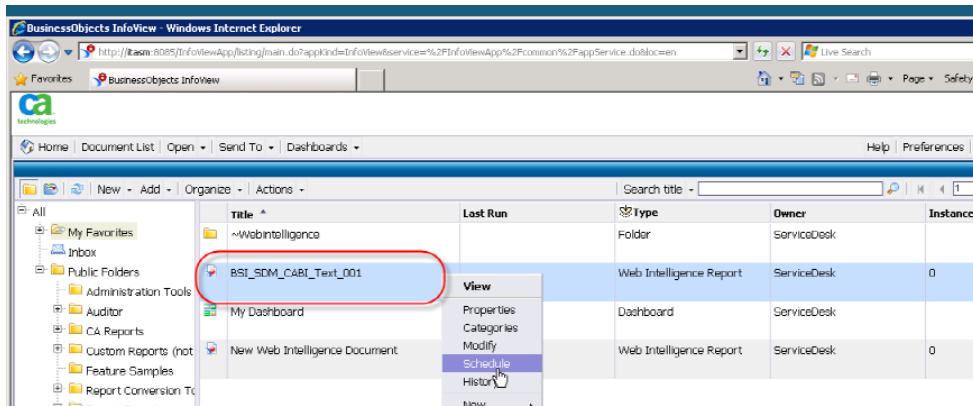 BusinessObjects InfoView - Windows Internet Explorer
http://itasm:8085/InfoViewApp/listing/main.do?appKind=InfoView&service=%2FInfoViewApp%2Fcommon%2FappService.do&loc=en
Live Search
Favorites BusinessObjects InfoView Page Safety
ca
technologies
Home Document List Open Send To Dashboards Help Preferences
New Add Organize Actions Search title 1
All Title Last Run Type Owner Instance
My Favorites ~Webintelligence Folder ServiceDesk
Inbox
Public Folders BSI_SDM_CABI_Text_001 Web Intelligence Report ServiceDesk 0
Administration Tools View
Auditor My Dashboard Properties Dashboard ServiceDesk
CA Reports Categories
Custom Reports (not New Web Intelligence Document Modify Web Intelligence Report ServiceDesk 0
Feature Samples Schedule
Report Conversion To History